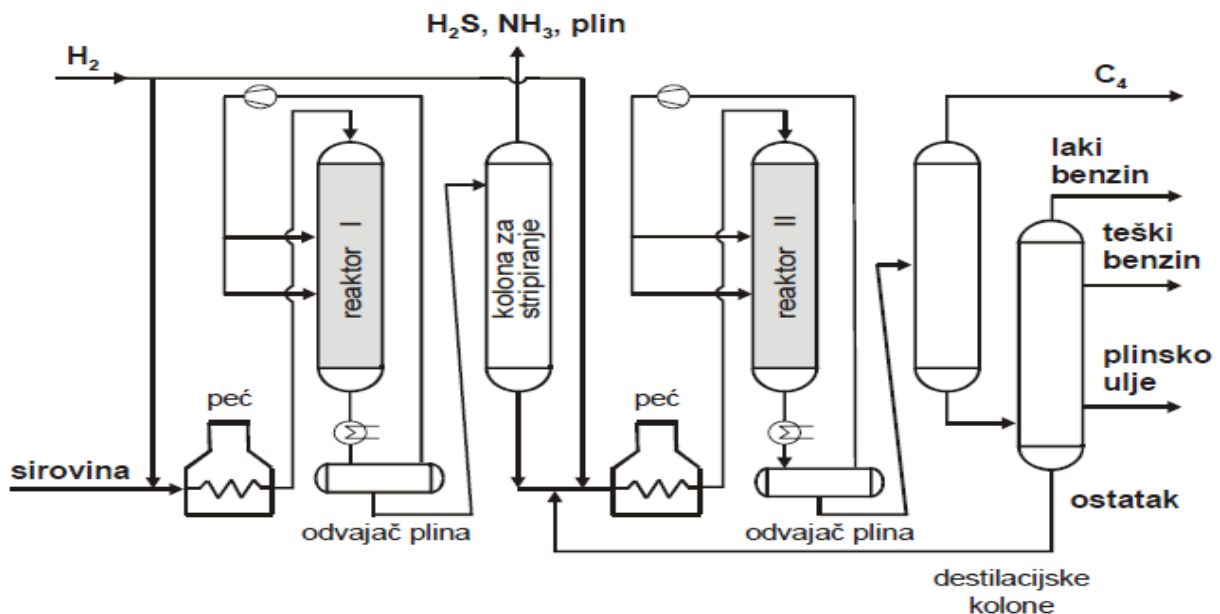 H₂S, NH₃, plin
H₂
C₄
laki
benzin
teški
benzin
plinsko
ulje
reaktor I
kolona za
stripiranje
reaktor II
peć
peć
sirovina
ostatak
odvajač plina
odvajač plina
destilacijske
kolone